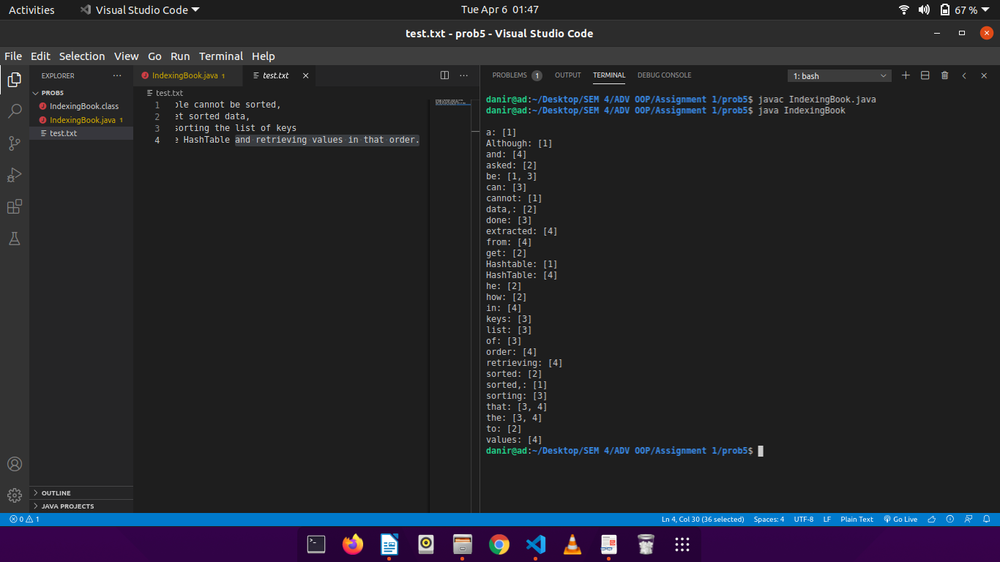 Activities
Visual Studio Code
Tue Apr 6 01:47
67 %
test.txt - prob5 - Visual Studio Code
File Edit Selection View Go Run Terminal Help
EXPLORER
PROB5
IndexingBook.class
IndexingBook.java 1
test.txt
OUTLINE
JAVA PROJECTS
IndexingBook.java 1
test.txt
test.txt
1 ble cannot be sorted,
2 et sorted data,
3 sorting the list of keys
4 e HashTable and retrieving values in that order.
PROBLEMS 1 OUTPUT TERMINAL DEBUG CONSOLE
1: bash
danir@ad:~/Desktop/SEM 4/ADV OOP/Assignment 1/prob5$ javac IndexingBook.java
danir@ad:~/Desktop/SEM 4/ADV OOP/Assignment 1/prob5$ java IndexingBook
a: [1]
Although: [1]
and: [4]
asked: [2]
be: [1, 3]
can: [3]
cannot: [1]
data,: [2]
done: [3]
extracted: [4]
from: [4]
get: [2]
Hashtable: [1]
HashTable: [4]
he: [2]
how: [2]
in: [4]
keys: [3]
list: [3]
of: [3]
order: [4]
retrieving: [4]
sorted: [2]
sorted,: [1]
sorting: [3]
that: [3, 4]
the: [3, 4]
to: [2]
values: [4]
danir@ad:~/Desktop/SEM 4/ADV OOP/Assignment 1/prob5$
0 1
Ln 4, Col 30 (36 selected) Spaces: 4 UTF-8 LF Plain Text Go Live